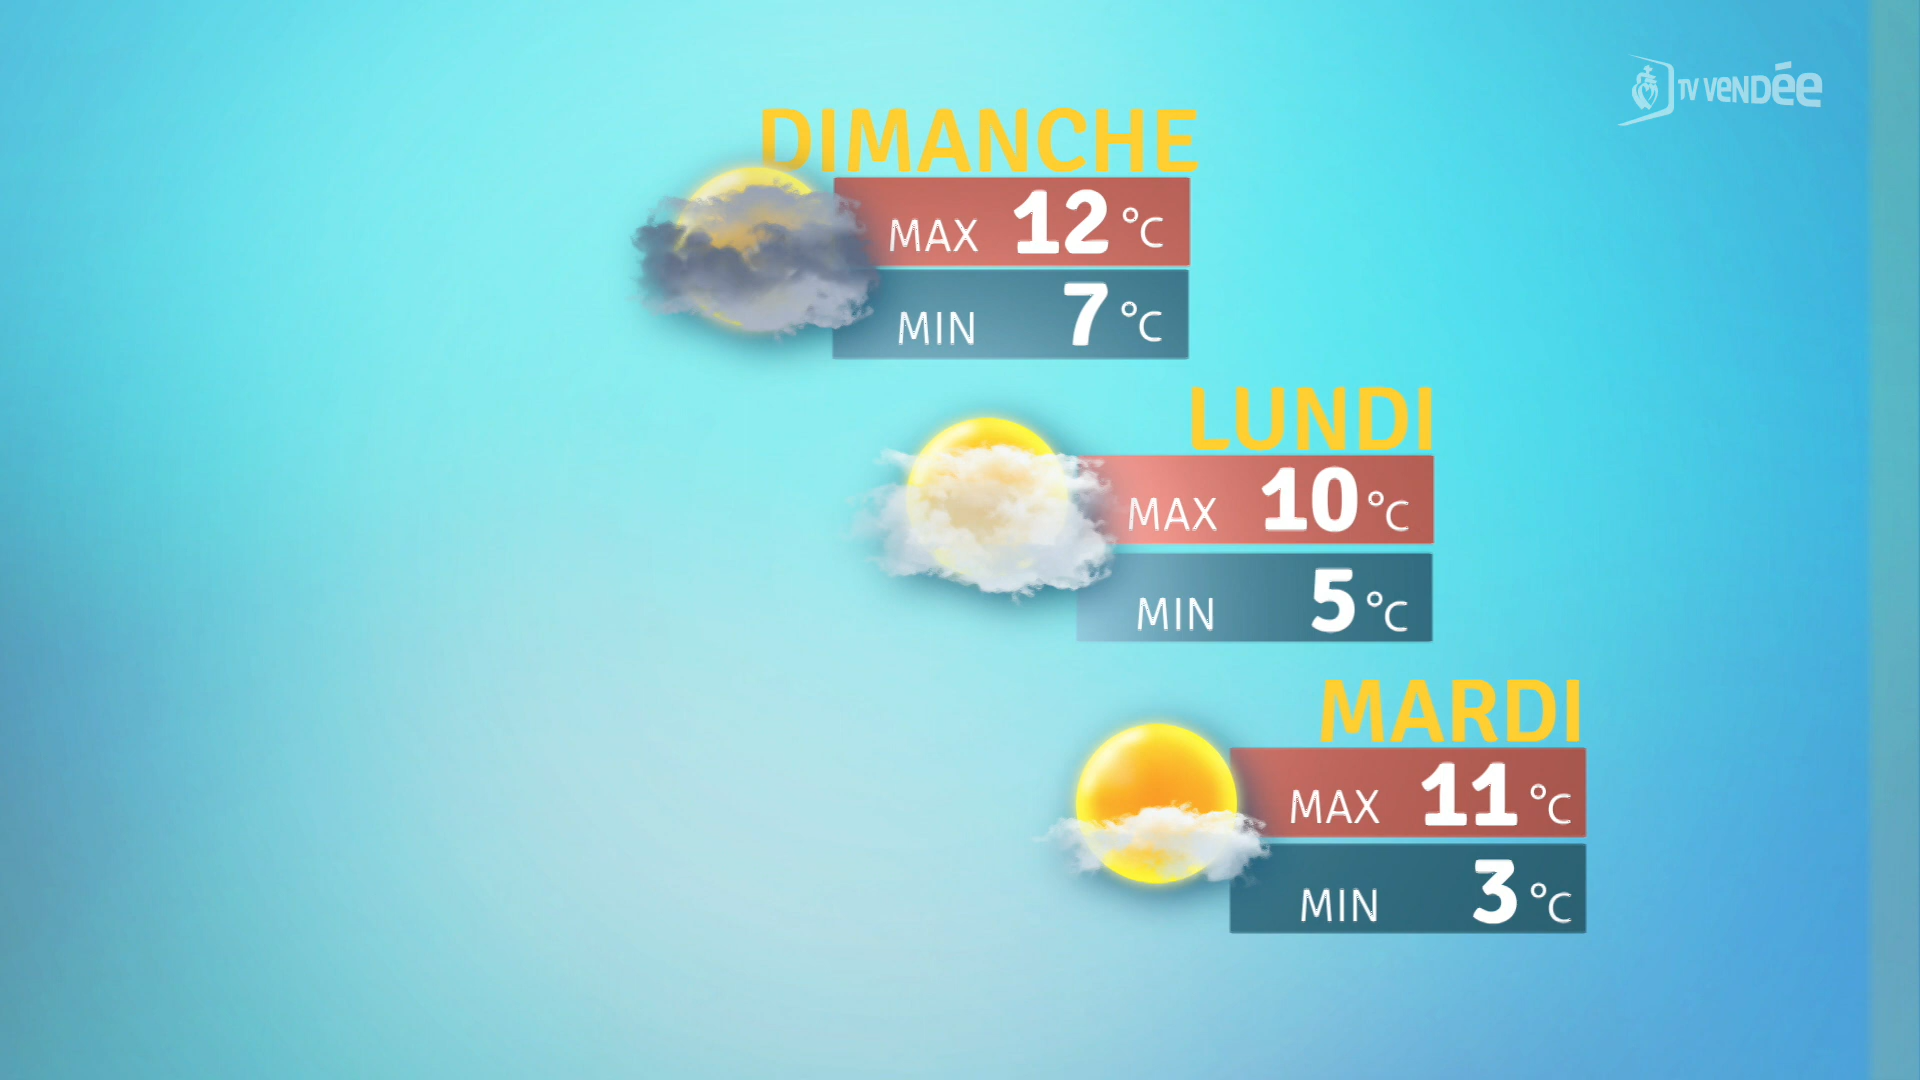 TV VENDÉE
DIMANCHE
MAX 12 °C
MIN 7 °C
LUNDI
MAX 10 °C
MIN 5 °C
MARDI
MAX 11 °C
MIN 3 °C